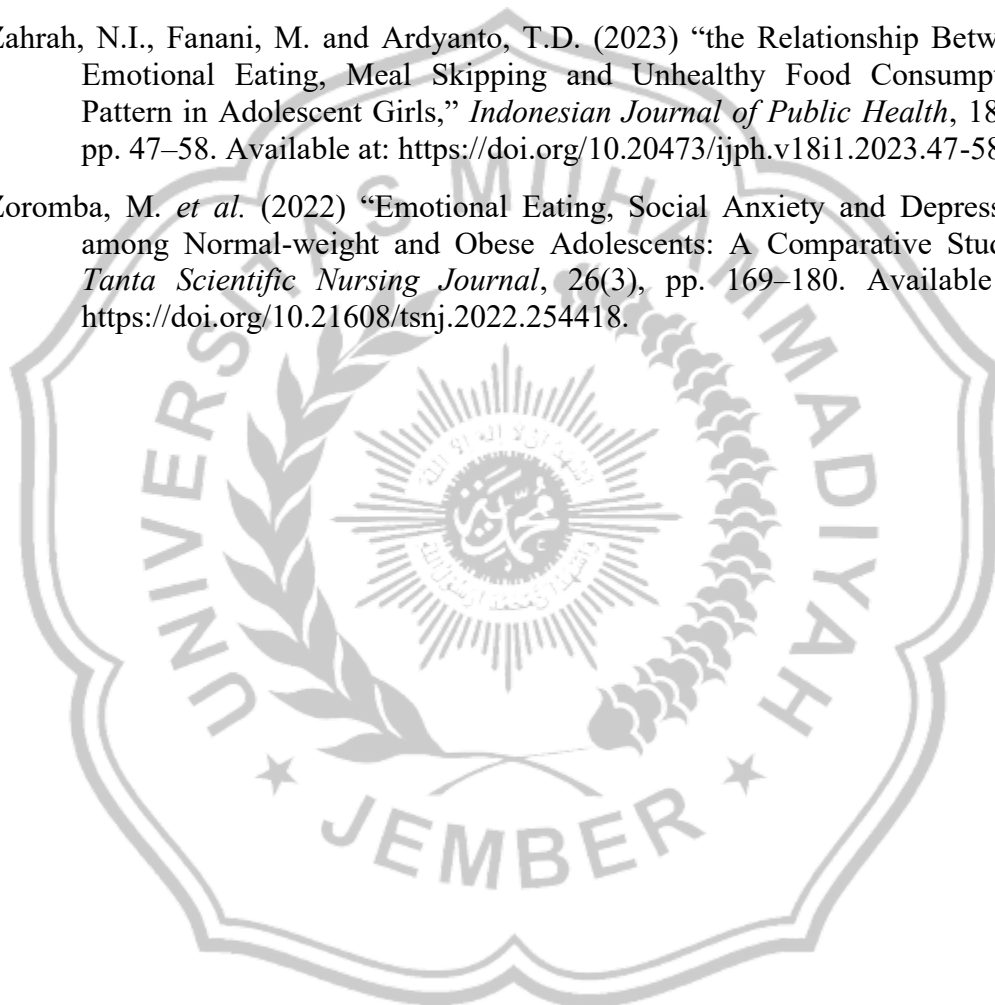 Zahrah, N.I., Fanani, M. and Ardyanto, T.D. (2023) “the Relationship Betw
Emotional Eating, Meal Skipping and Unhealthy Food Consumpt
Pattern in Adolescent Girls,” Indonesian Journal of Public Health, 18
pp. 47–58. Available at: https://doi.org/10.20473/ijph.v18i1.2023.47-58
Zoromba, M. et al. (2022) “Emotional Eating, Social Anxiety and Depress
among Normal-weight and Obese Adolescents: A Comparative Stud
Tanta Scientific Nursing Journal, 26(3), pp. 169–180. Available
https://doi.org/10.21608/tsnj.2022.254418.
UNIVERSITAS MUHAMMADIYAH
JEMBER